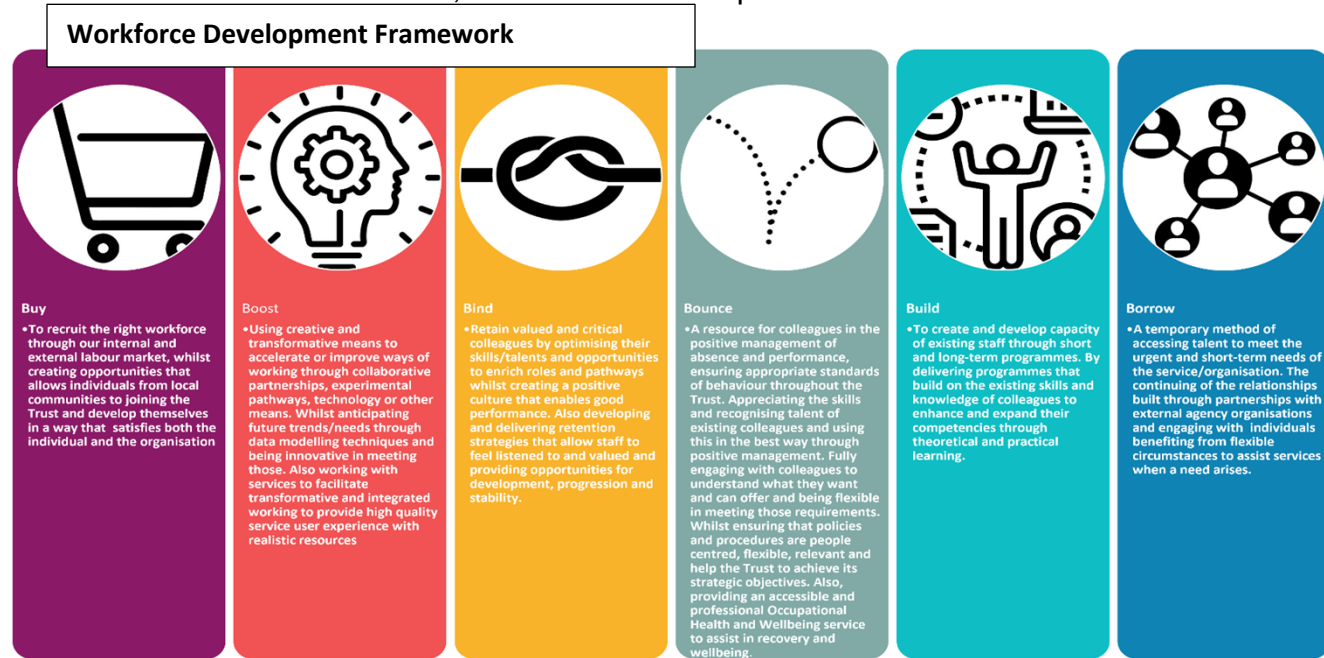 Workforce Development Framework
Buy
•To recruit the right workforce
through our internal and
external labour market, whilst
creating opportunities that
allows individuals from local
communities to joining the
Trust and develop themselves
in a way that satisfies both the
individual and the organisation
Boost
•Using creative and
transformative means to
accelerate or improve ways of
working through collaborative
partnerships, experimental
pathways, technology or other
means. Whilst anticipating
future trends/needs through
data modelling techniques and
being innovative in meeting
those. Also working with
services to facilitate
transformative and integrated
working to provide high quality
service user experience with
realistic resources
Bind
•Retain valued and critical
colleagues by optimising their
skills/talents and opportunities
to enrich roles and pathways
whilst creating a positive
culture that enables good
performance. Also developing
and delivering retention
strategies that allow staff to
feel listened to and valued and
providing opportunities for
development, progression and
stability.
Bounce
•A resource for colleagues in the
positive management of
absence and performance,
ensuring appropriate standards
of behaviour throughout the
Trust. Appreciating the skills
and recognising talent of
existing colleagues and using
this in the best way through
positive management. Fully
engaging with colleagues to
understand what they want
and can offer and being flexible
in meeting those requirements.
Whilst ensuring that policies
and procedures are people
centred, flexible, relevant and
help the Trust to achieve its
strategic objectives. Also,
providing an accessible and
professional Occupational
Health and Wellbeing service
to assist in recovery and
wellbeing.
Build
•To create and develop capacity
of existing staff through short
and long-term programmes. By
delivering programmes that
build on the existing skills and
knowledge of colleagues to
enhance and expand their
competencies through
theoretical and practical
learning.
Borrow
•A temporary method of
accessing talent to meet the
urgent and short-term needs of
the service/organisation. The
continuing of the relationships
built through partnerships with
external agency organisations
and engaging with individuals
benefiting from flexible
circumstances to assist services
when a need arises.